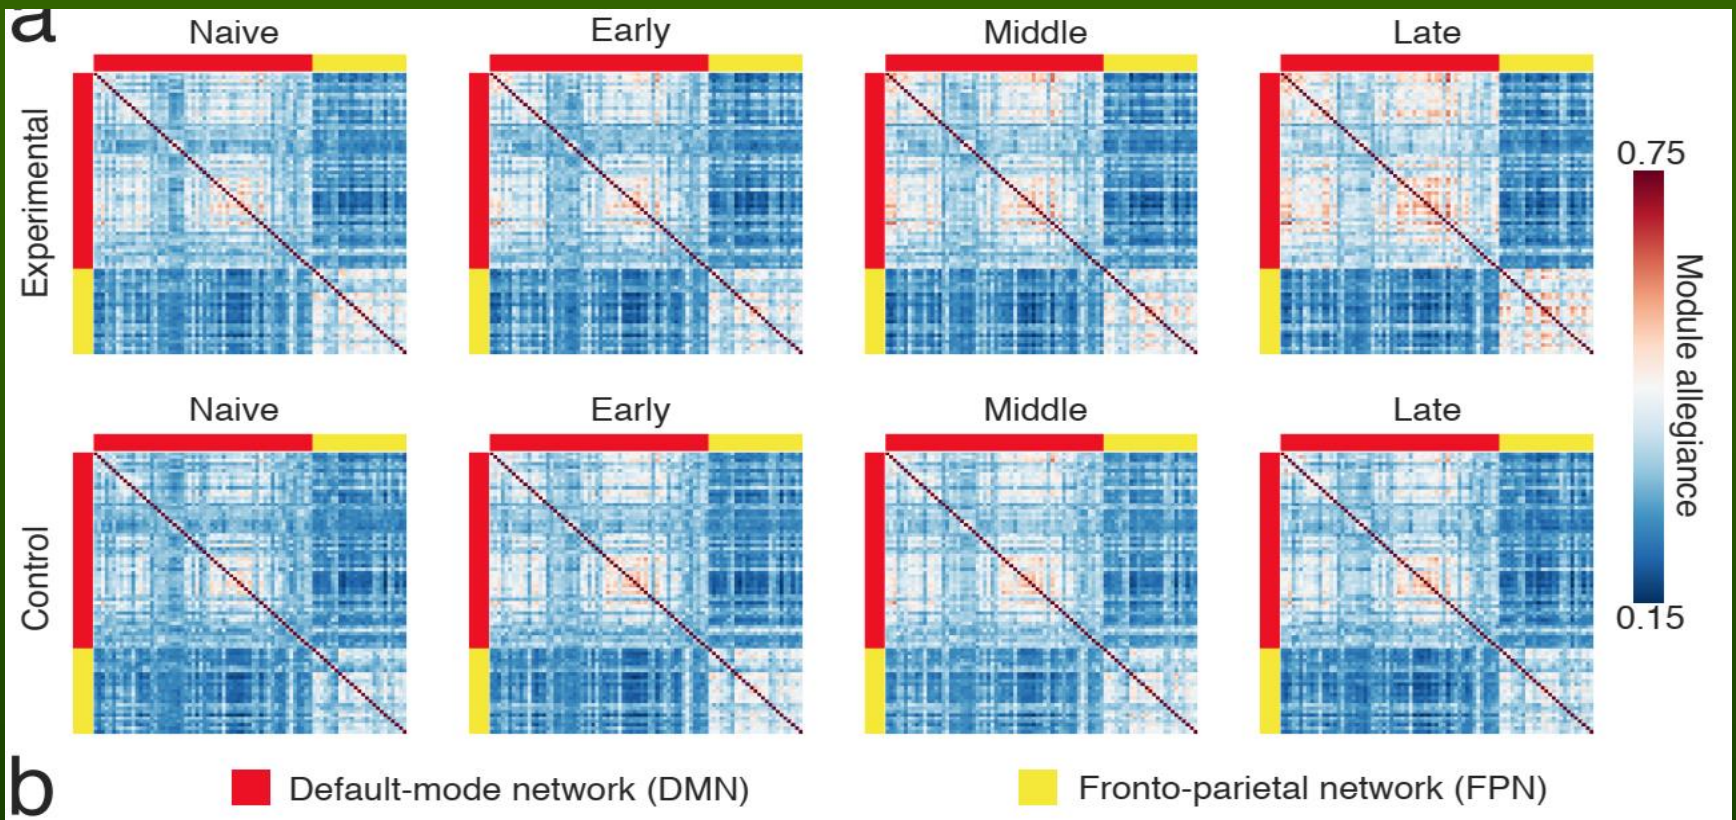 a
Naive Early Middle Late
Experimental
0.75
Module allegiance
0.15
Naive Early Middle Late
Control
b
Default-mode network (DMN) Fronto-parietal network (FPN)